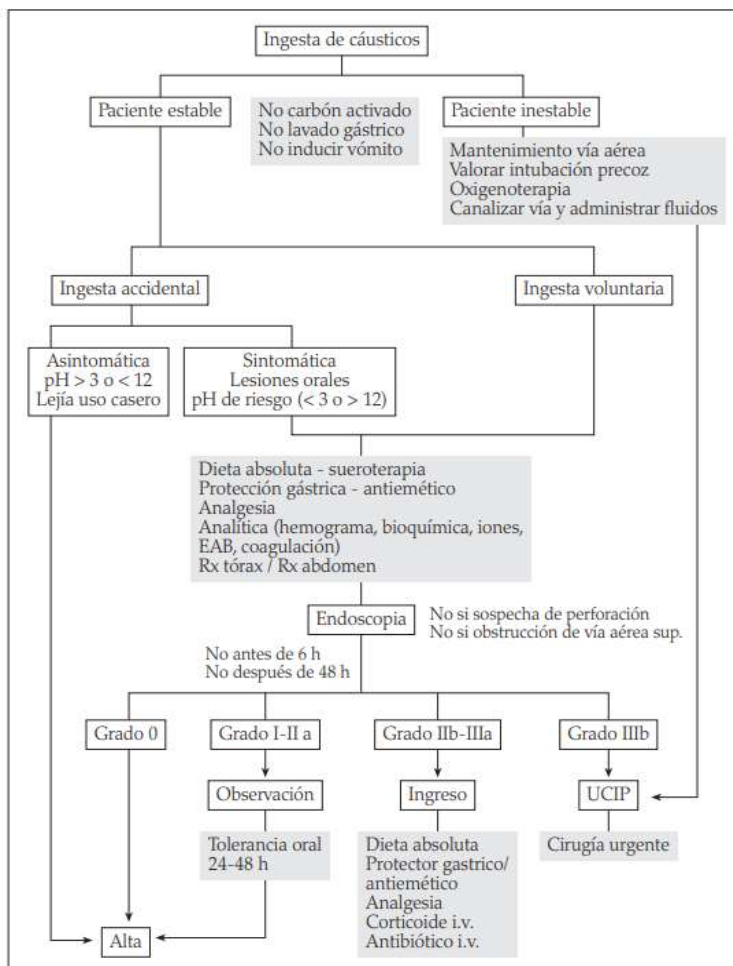 Ingesta de cáusticos
Paciente estable
No carbón activado
No lavado gástrico
No inducir vómito
Paciente inestable
Mantenimiento vía aérea
Valorar intubación precoz
Oxigenoterapia
Canalizar vía y administrar fluidos
Ingesta accidental
Ingesta voluntaria
Asintomática
pH > 3 o < 12
Lejía uso casero
Sintomática
Lesiones orales
pH de riesgo (< 3 o > 12)
Dieta absoluta - sueroterapia
Protección gástrica - antiemético
Analgesia
Analítica (hemograma, bioquímica, iones,
EAB, coagulación)
Rx tórax / Rx abdomen
Endoscopia
No si sospecha de perforación
No si obstrucción de vía aérea sup.
No antes de 6 h
No después de 48 h
Grado 0
Grado I-II a
Grado IIb-IIIa
Grado IIIb
Observación
Ingreso
UCIP
Tolerancia oral
24-48 h
Dieta absoluta
Protector gastrico/
antiemético
Analgesia
Corticoide i.v.
Antibiótico i.v.
Cirugía urgente
Alta